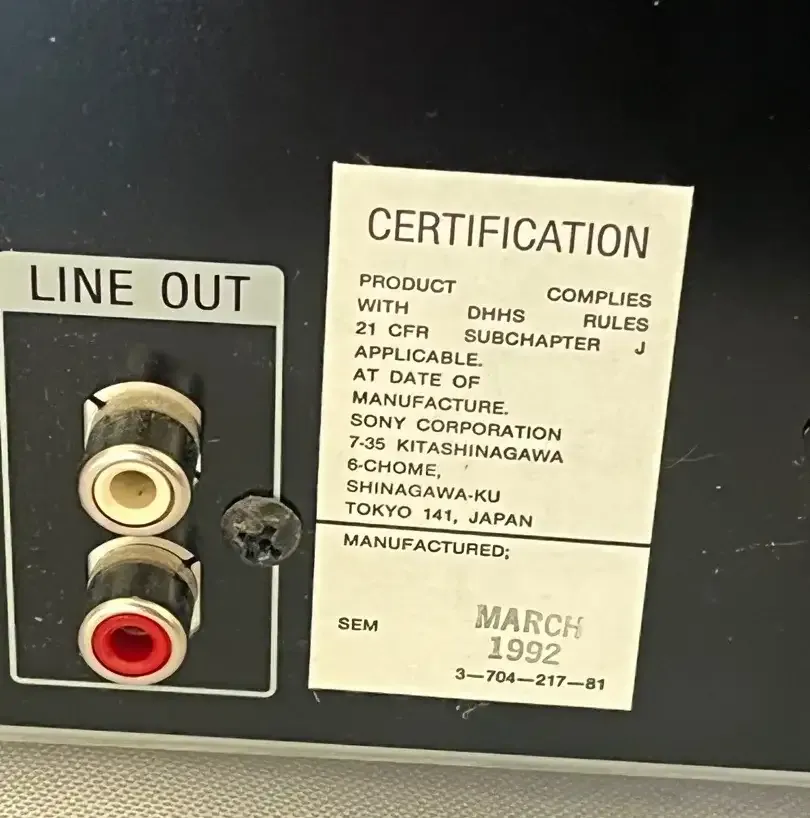 LINE OUT
CERTIFICATION
PRODUCT COMPLIES
WITH DHHS RULES
21 CFR SUBCHAPTER J
APPLICABLE.
AT DATE OF
MANUFACTURE.
SONY CORPORATION
7-35 KITASHINAGAWA
6-CHOME,
SHINAGAWA-KU
TOKYO 141, JAPAN
MANUFACTURED;
SEM MARCH
1992
3—704—217—81